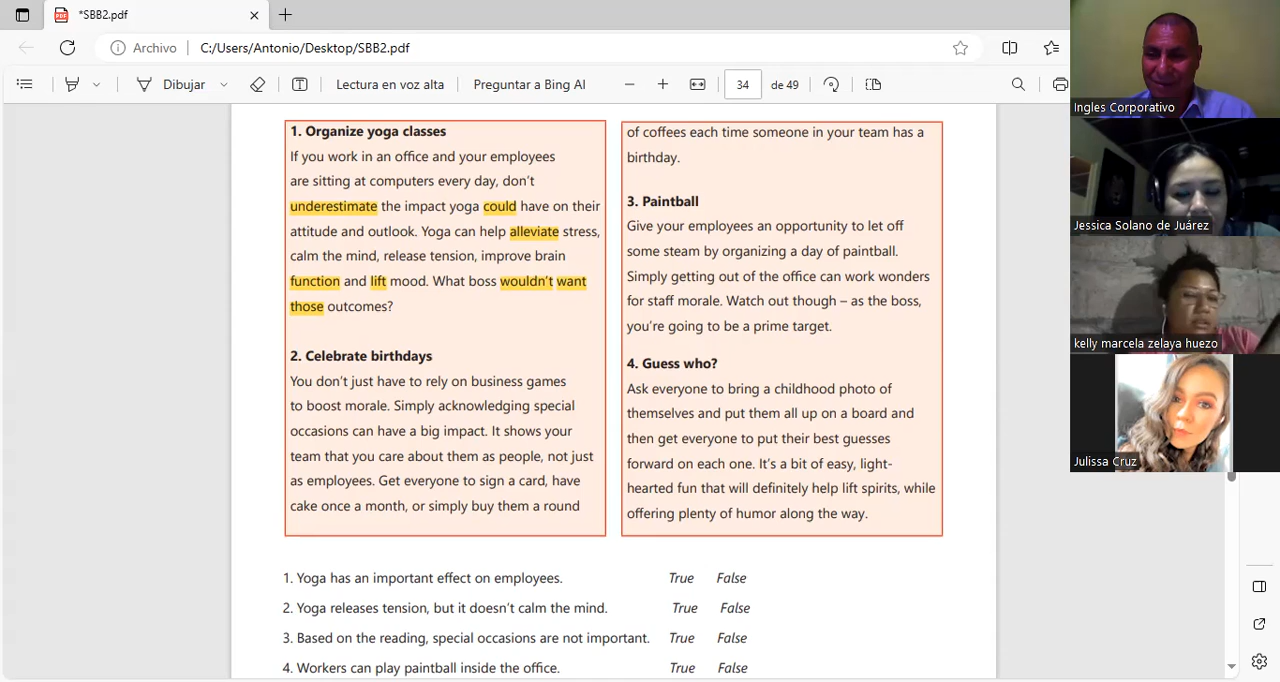 *SBB2.pdf
Archivo
C:/Users/Antonio/Desktop/SBB2.pdf
Dibujar
Lectura en voz alta
Preguntar a Bing AI
34
de 49
1. Organize yoga classes
If you work in an office and your employees
are sitting at computers every day, don't
underestimate the impact yoga could have on their
attitude and outlook. Yoga can help alleviate stress,
calm the mind, release tension, improve brain
function and lift mood. What boss wouldn't want
those outcomes?
2. Celebrate birthdays
You don't just have to rely on business games
to boost morale. Simply acknowledging special
occasions can have a big impact. It shows your
team that you care about them as people, not just
as employees. Get everyone to sign a card, have
cake once a month, or simply buy them a round
of coffees each time someone in your team has a
birthday.
3. Paintball
Give your employees an opportunity to let off
some steam by organizing a day of paintball.
Simply getting out of the office can work wonders
for staff morale. Watch out though – as the boss,
you're going to be a prime target.
4. Guess who?
Ask everyone to bring a childhood photo of
themselves and put them all up on a board and
then get everyone to put their best guesses
forward on each one. It's a bit of easy, light-
hearted fun that will definitely help lift spirits, while
offering plenty of humor along the way.
1. Yoga has an important effect on employees. True False
2. Yoga releases tension, but it doesn't calm the mind. True False
3. Based on the reading, special occasions are not important. True False
4. Workers can play paintball inside the office. True False
Ingles Corporativo
Jessica Solano de Juárez
kelly marcela zelaya huezo
Julissa Cruz